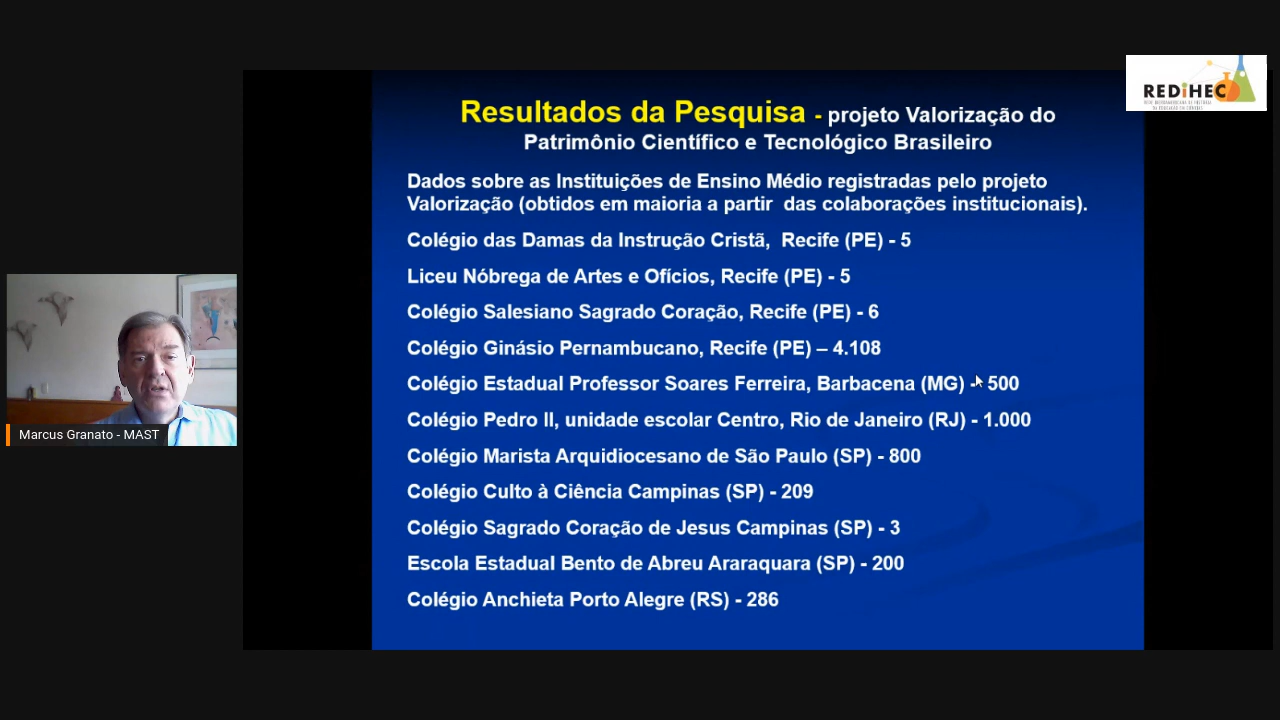 REDiHEC
Resultados da Pesquisa - projeto Valorização do
Patrimônio Científico e Tecnológico Brasileiro
Dados sobre as Instituições de Ensino Médio registradas pelo projeto
Valorização (obtidos em maioria a partir das colaborações institucionais).
Colégio das Damas da Instrução Cristã, Recife (PE) - 5
Liceu Nóbrega de Artes e Ofícios, Recife (PE) - 5
Colégio Salesiano Sagrado Coração, Recife (PE) - 6
Colégio Ginásio Pernambucano, Recife (PE) – 4.108
Colégio Estadual Professor Soares Ferreira, Barbacena (MG) - 500
Colégio Pedro II, unidade escolar Centro, Rio de Janeiro (RJ) - 1.000
Colégio Marista Arquidiocesano de São Paulo (SP) - 800
Colégio Culto à Ciência Campinas (SP) - 209
Colégio Sagrado Coração de Jesus Campinas (SP) - 3
Escola Estadual Bento de Abreu Araraquara (SP) - 200
Colégio Anchieta Porto Alegre (RS) - 286
Marcus Granato - MAST